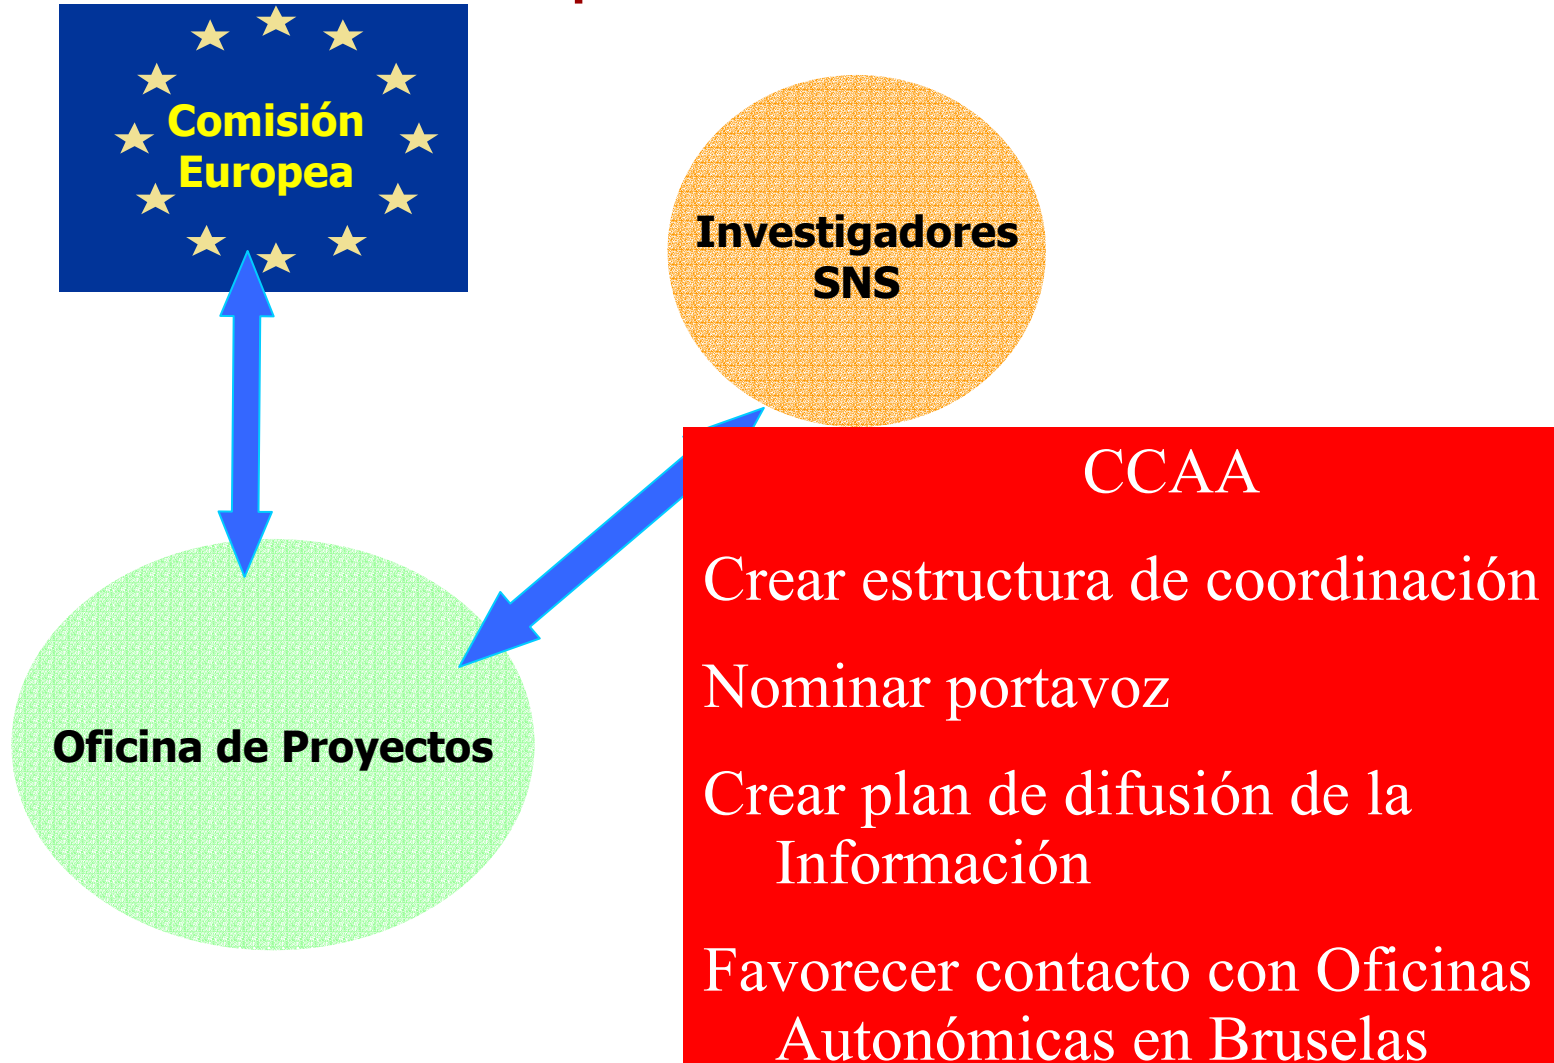 Comisión
Europea
Investigadores
SNS
CCAA
Crear estructura de coordinación
Nominar portavoz
Crear plan de difusión de la
Información
Favorecer contacto con Oficinas
Autonómicas en Bruselas
Oficina de Proyectos